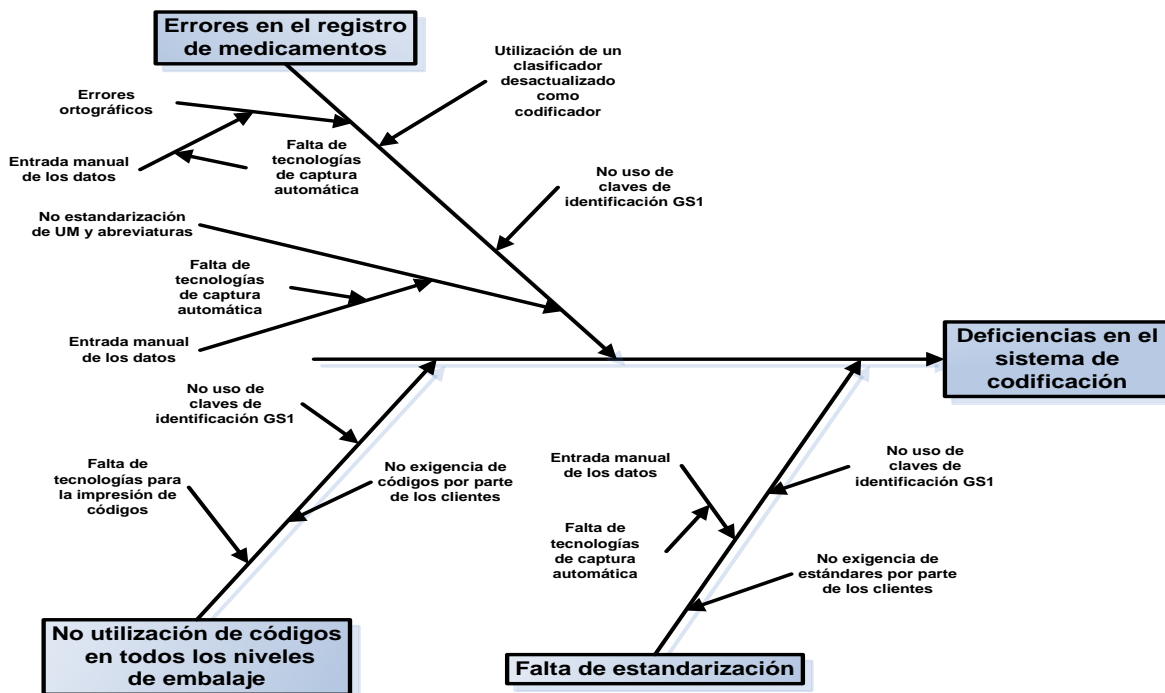 Errores en el registro
de medicamentos
Utilización de un
clasificador
desactualizado
como
codificador
Errores
ortográficos
Entrada manual
de los datos
Falta de
tecnologías
de captura
automática
No uso de
claves de
identificación GS1
No estandarización
de UM y abreviaturas
Falta de
tecnologías
de captura
automática
Entrada manual
de los datos
Deficiencias en el
sistema de
codificación
No uso de
claves de
identificación GS1
Falta de
tecnologías para
la impresión de
códigos
No exigencia de
códigos por parte
de los clientes
Entrada manual
de los datos
No uso de
claves de
identificación GS1
Falta de
tecnologías
de captura
automática
No exigencia de
estándares por parte
de los clientes
No utilización de códigos
en todos los niveles
de embalaje
Falta de estandarización